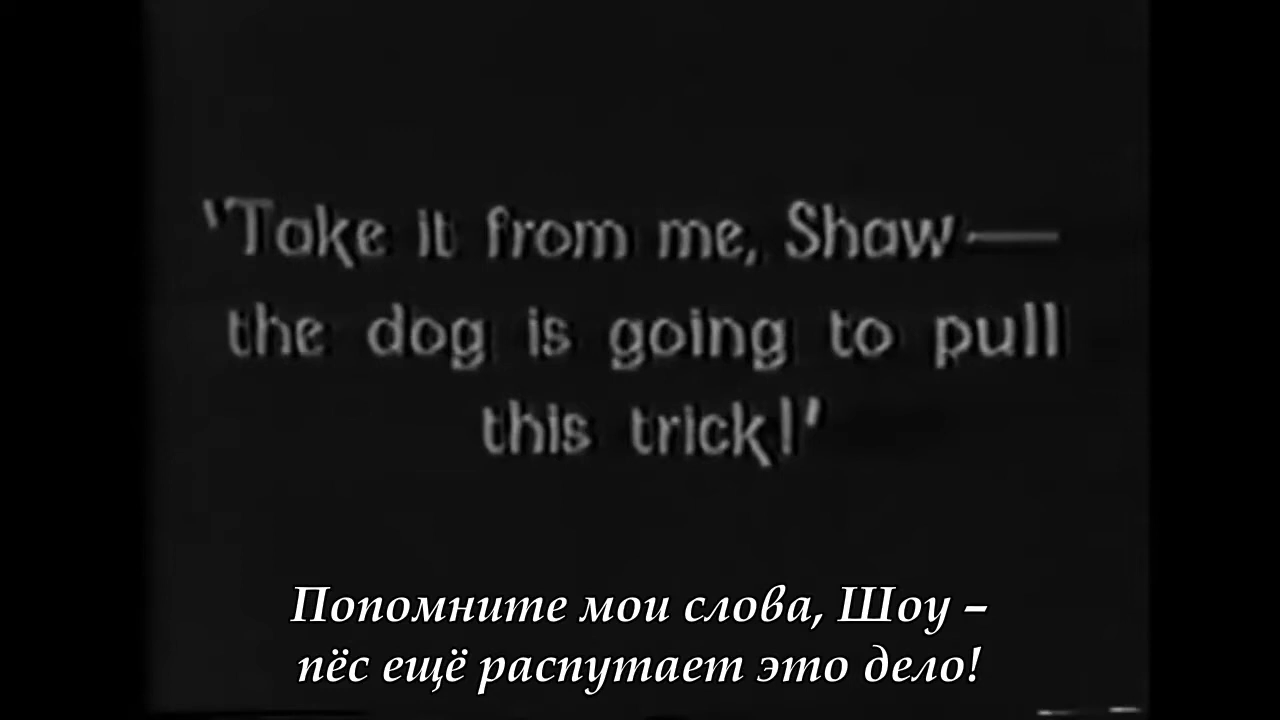 "Take it from me, Shaw—
the dog is going to pull
this trick!"
Попомните мои слова, Шоу –
пёс ещё распутает это дело!